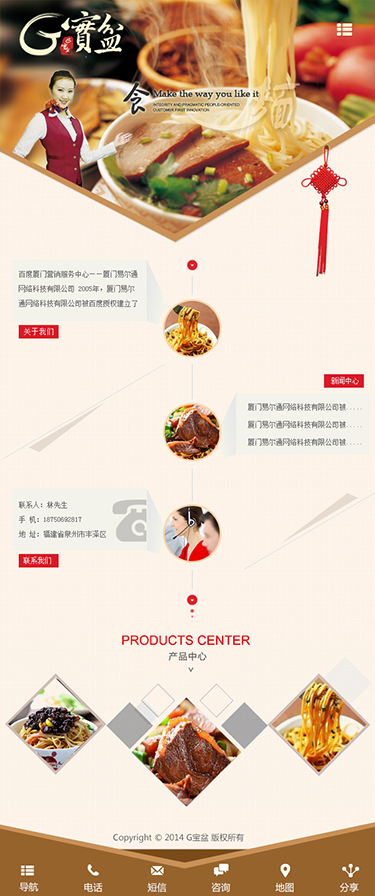 G寶盆
食
Make the way you like it
INTEGRITY AND PRAGMATIC PEOPLE-ORIENTED
CUSTOMER FIRST INNOVATION
百度厦门营销服务中心——厦门易尔通
网络科技有限公司 2005年，厦门易尔
通网络科技有限公司被百度授权建立了
关于我们
新闻中心
厦门易尔通网络科技有限公司被.....
厦门易尔通网络科技有限公司被.....
厦门易尔通网络科技有限公司被.....
联系人：林先生
手 机：18750692817
地 址：福建省泉州市丰泽区
联系我们
PRODUCTS CENTER
产品中心
Copyright © 2014 G宝盆 版权所有
导航
电话
短信
咨询
地图
分享